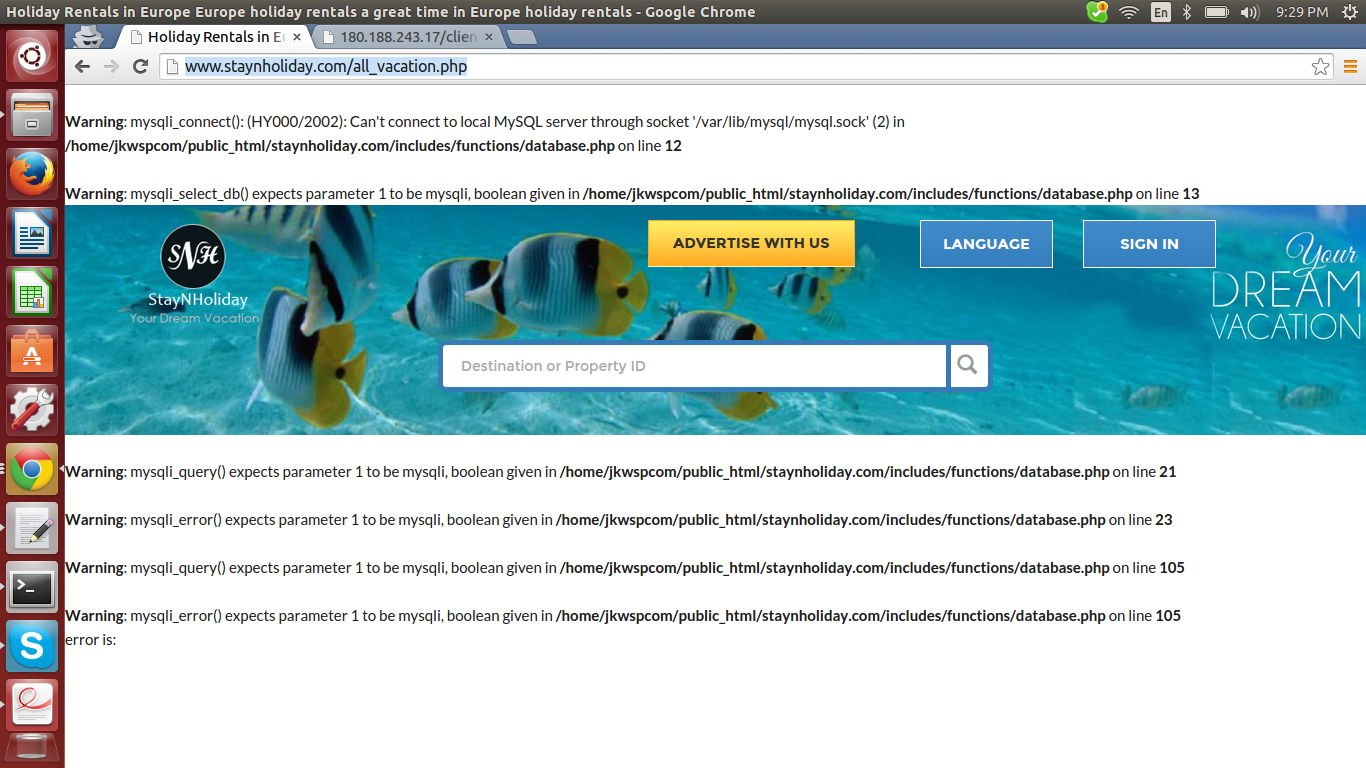 Holiday Rentals in Europe Europe holiday rentals a great time in Europe holiday rentals - Google Chrome
En
9:29 PM
Holiday Rentals in Eu
180.188.243.17/clien
www.staynholiday.com/all_vacation.php
Warning: mysqli_connect(): (HY000/2002): Can't connect to local MySQL server through socket '/var/lib/mysql/mysql.sock' (2) in
/home/jkwspcom/public_html/staynholiday.com/includes/functions/database.php on line 12
Warning: mysqli_select_db() expects parameter 1 to be mysqli, boolean given in /home/jkwspcom/public_html/staynholiday.com/includes/functions/database.php on line 13
SNH
StayNHoliday
Your Dream Vacation
ADVERTISE WITH US
LANGUAGE
SIGN IN
Your
DREAM
VACATION
Destination or Property ID
Warning: mysqli_query() expects parameter 1 to be mysqli, boolean given in /home/jkwspcom/public_html/staynholiday.com/includes/functions/database.php on line 21
Warning: mysqli_error() expects parameter 1 to be mysqli, boolean given in /home/jkwspcom/public_html/staynholiday.com/includes/functions/database.php on line 23
Warning: mysqli_query() expects parameter 1 to be mysqli, boolean given in /home/jkwspcom/public_html/staynholiday.com/includes/functions/database.php on line 105
Warning: mysqli_error() expects parameter 1 to be mysqli, boolean given in /home/jkwspcom/public_html/staynholiday.com/includes/functions/database.php on line 105
error is: